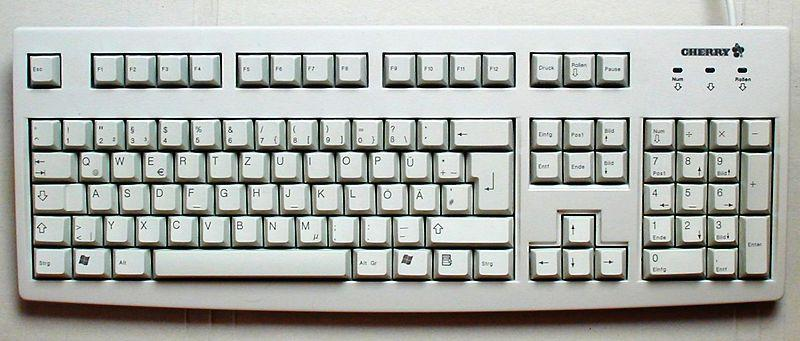 CHERRY
Esc F1 F2 F3 F4 F5 F6 F7 F8 F9 F10 F11 F12 Druck Rollen Pause
Num Rollen
! " § $ % & / ( ) = ? `
1 2 ² 3 ³ 4 5 6 7 { 8 [ 9 ] 0 } ß \ ´ ←
Einfg Pos1 Bild ↑
Num ÷ × −
Q @ W E € R T Z U I O P Ü * + ~
Entf Ende Bild ↓
7 Pos1 8 ↑ 9 Bild ↑ +
A S D F G H J K L Ö Ä ' #
4 ← 5 6 →
> < | Y X C V B N M µ ; , : . _ -
↑
1 Ende 2 ↓ 3 Bild ↓ Enter
Strg Alt Alt Gr Strg
← ↓ →
0 Einfg , Entf